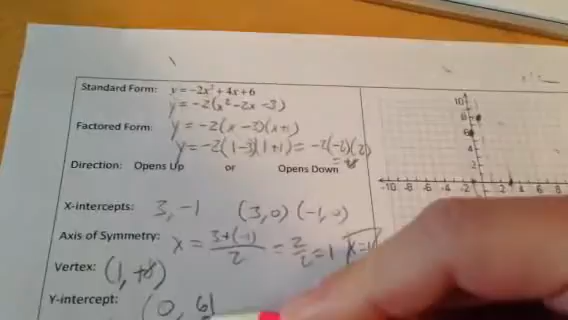 Standard Form: y = -2x² + 4x + 6
y = -2(x² - 2x - 3)
Factored Form: y = -2(x - 3)(x + 1)
y = -2(1 - 3)(1 + 1) = -2(-2)(2)
= +8
Direction: Opens Up or Opens Down
X-intercepts: 3, -1 (3, 0) (-1, 0)
Axis of Symmetry: x = 3+(-1)/2 = 2/2 = 1 x = 1
Vertex: (1, +8)
Y-intercept: (0, 6)
10
8
6
4
2
-10 -8 -6 -4 -2 2 4 6 8